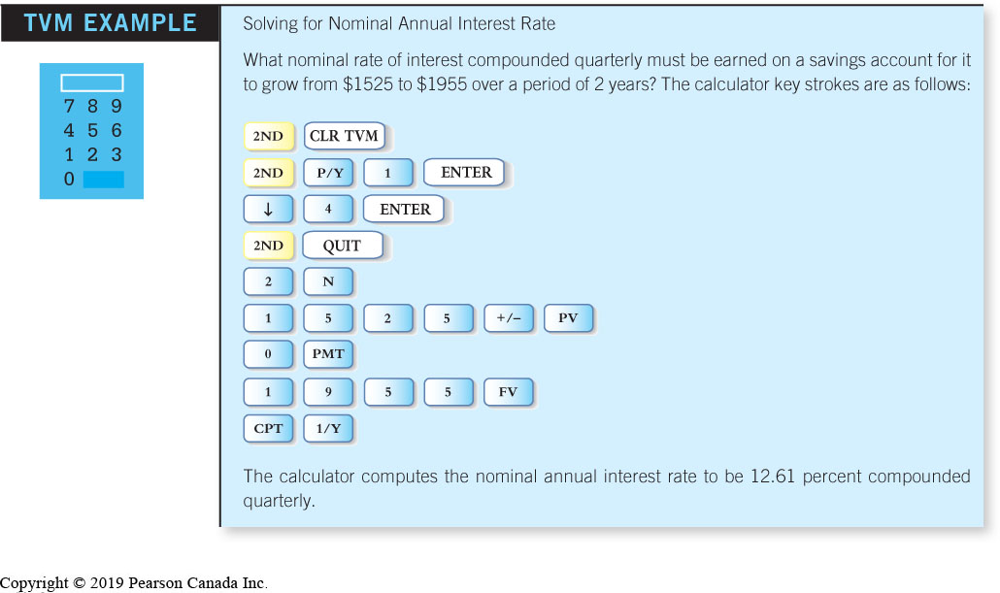 TVM EXAMPLE
7 8 9
4 5 6
1 2 3
0
Solving for Nominal Annual Interest Rate
What nominal rate of interest compounded quarterly must be earned on a savings account for it
to grow from $1525 to $1955 over a period of 2 years? The calculator key strokes are as follows:
2ND CLR TVM
2ND P/Y 1 ENTER
↓ 4 ENTER
2ND QUIT
2 N
1 5 2 5 +/– PV
0 PMT
1 9 5 5 FV
CPT 1/Y
The calculator computes the nominal annual interest rate to be 12.61 percent compounded
quarterly.
Copyright © 2019 Pearson Canada Inc.